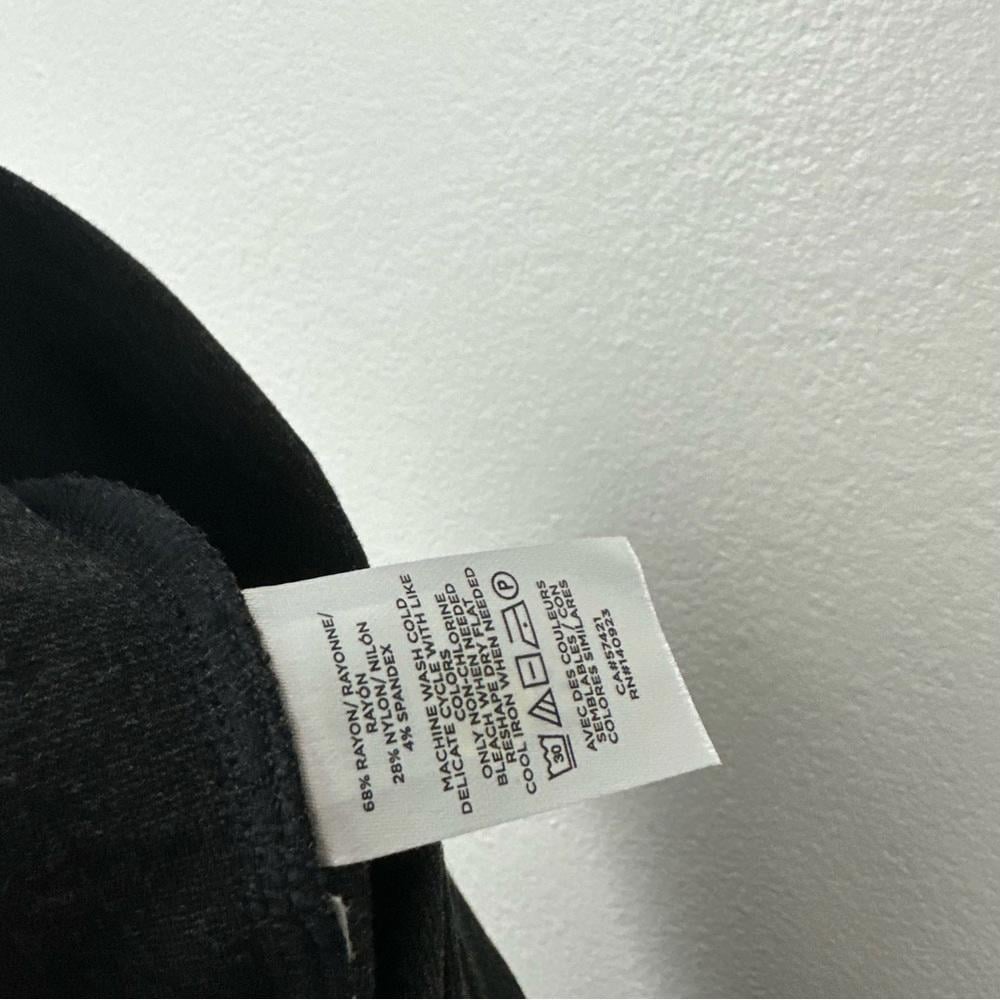 68% RAYON/ RAYONNE/
RAYÓN
28% NYLON/ NILÓN
4% SPANDEX
MACHINE WASH COLD
DELICATE CYCLE WITH LIKE
COLORS
NON-CHLORINE
BLEACH ONLY WHEN NEEDED
RESHAPE DRY FLAT
COOL IRON WHEN NEEDED
30
P
AVEC DES COULEURS
SEMBLABLES/ CON
COLORES SIMILARES
CA#57421
RN#140923